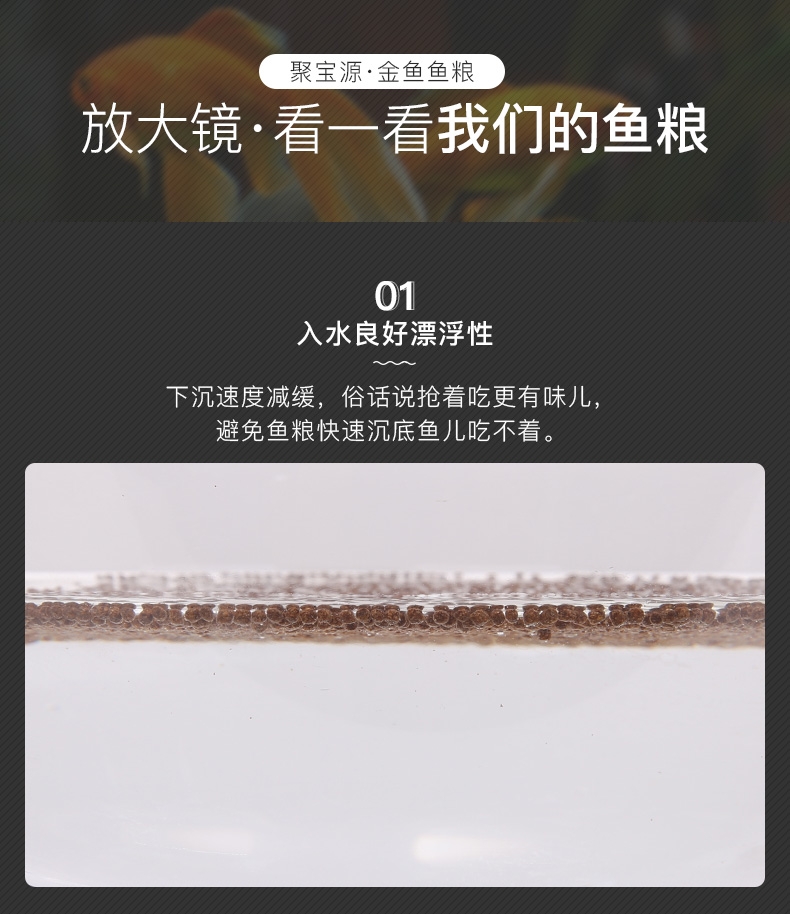 聚宝源·金鱼鱼粮
放大镜·看一看我们的鱼粮
01
入水良好漂浮性
下沉速度减缓，俗话说抢着吃更有味儿，
避免鱼粮快速沉底鱼儿吃不着。